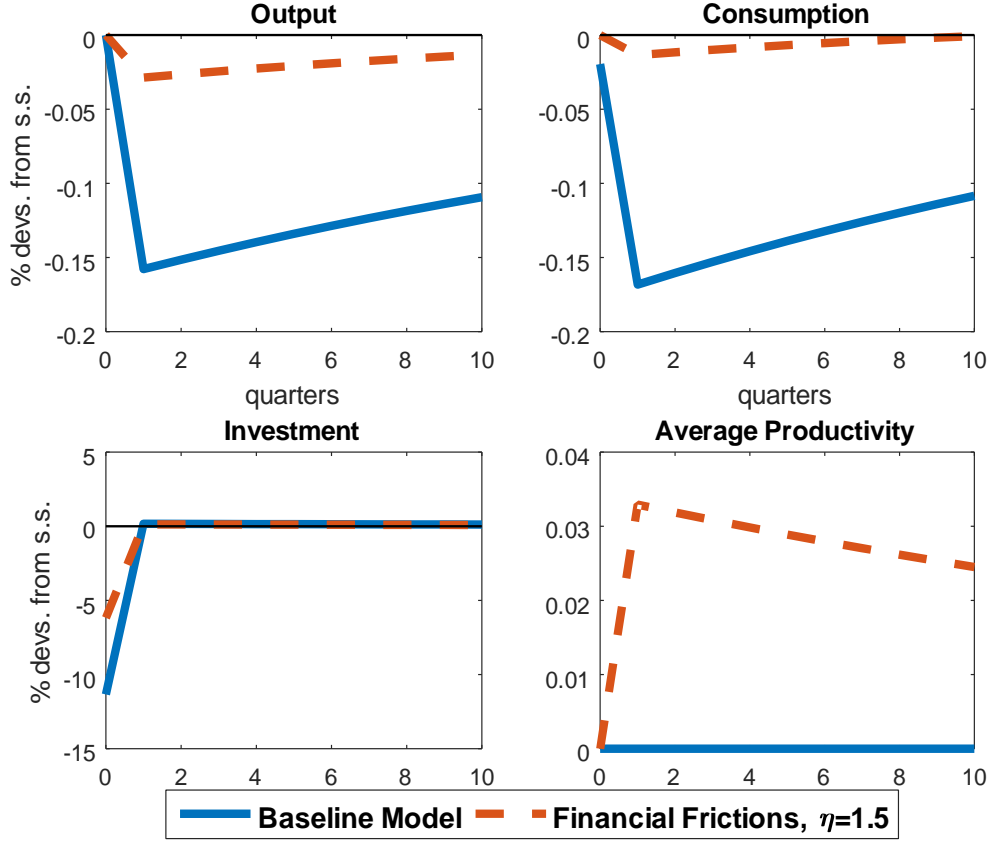 Output
% devs. from s.s.
0
-0.05
-0.1
-0.15
-0.2
0 2 4 6 8 10
quarters
Consumption
0
-0.05
-0.1
-0.15
-0.2
0 2 4 6 8 10
quarters
Investment
% devs. from s.s.
5
0
-5
-10
-15
0 2 4 6 8 10
Average Productivity
0.04
0.03
0.02
0.01
0
0 2 4 6 8 10
Baseline Model Financial Frictions, η=1.5